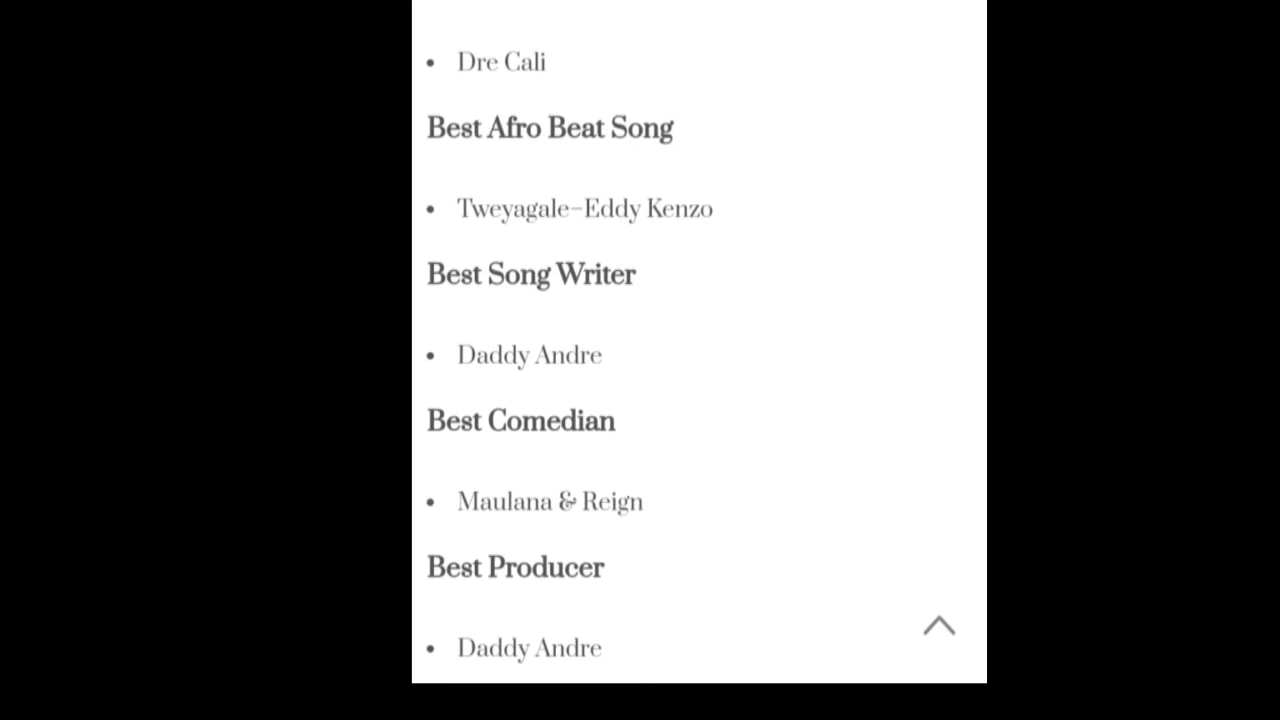 • Dre Cali
Best Afro Beat Song
• Tweyagale–Eddy Kenzo
Best Song Writer
• Daddy Andre
Best Comedian
• Maulana & Reign
Best Producer
• Daddy Andre